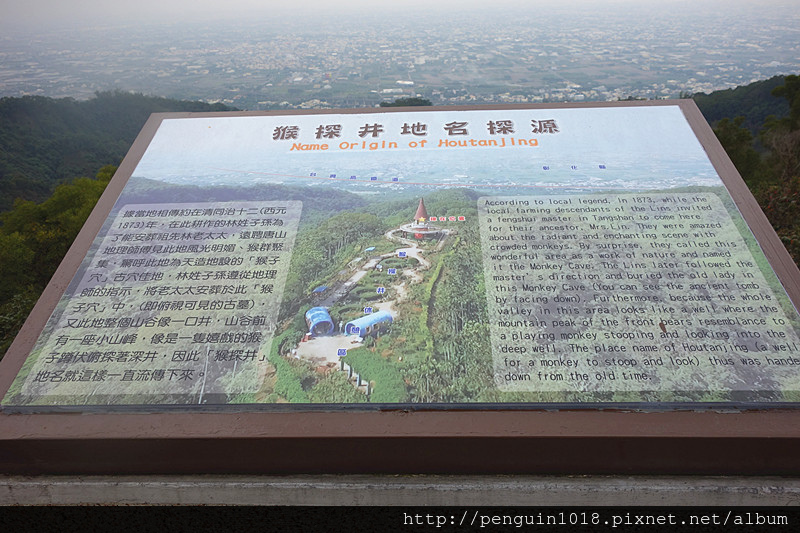 猴探井地名探源
Name Origin of Houtanjing
據當地相傳約在清同治十二(西元
1873)年,在此耕作的林姓子孫為
了節安葬祖先林老太太,遠聘唐山
地理師傅見此地風光明媚、猴群聚
集,嘶呼此地為天造地設的「猴子
穴」,古穴佳地,林姓子孫遵從地理
師的指示,將老太太安葬於此「猴
子穴」中,(即俯視可見的古墓),
又此地整個山谷像一口井,山谷前
有一座小山峰,像是一隻嬉戲的猴
子蹲伏俯探著深井,因此「猴探井」
地名就這樣一直流傳下來。
According to local legend, in 1873, while the
local farming descendants of the Lins invited
a fengshui master in Tangshan to come here
for their ancestor, Mrs.Lin. They were amazed
about the radiant and enchanting scene with
crowded monkeys. By surprise, they called this
wonderful area as a work of nature and named
it the Monkey Cave. The Lins later followed the
master's direction and buried the old lady in
this Monkey Cave (You can see the ancient tomb
by facing down). Furthermore, because the whole
valley in this area looks like a well where the
mountain peak of the front bears resemblance to
a playing monkey stooping and looking into the
deep well. The place name of Houtanjing (a well
for a monkey to stoop and look) thus was named
down from the old time.
http://penguin1018.pixnet.net/album